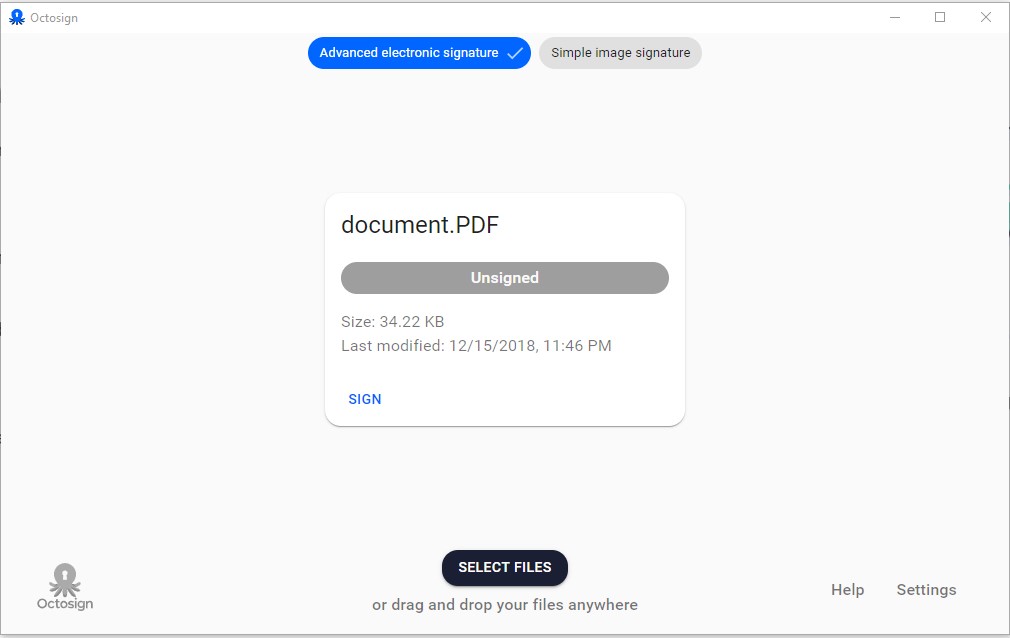 Octosign
Advanced electronic signature
Simple image signature
document.PDF
Unsigned
Size: 34.22 KB
Last modified: 12/15/2018, 11:46 PM
SIGN
SELECT FILES
or drag and drop your files anywhere
Octosign
Help
Settings